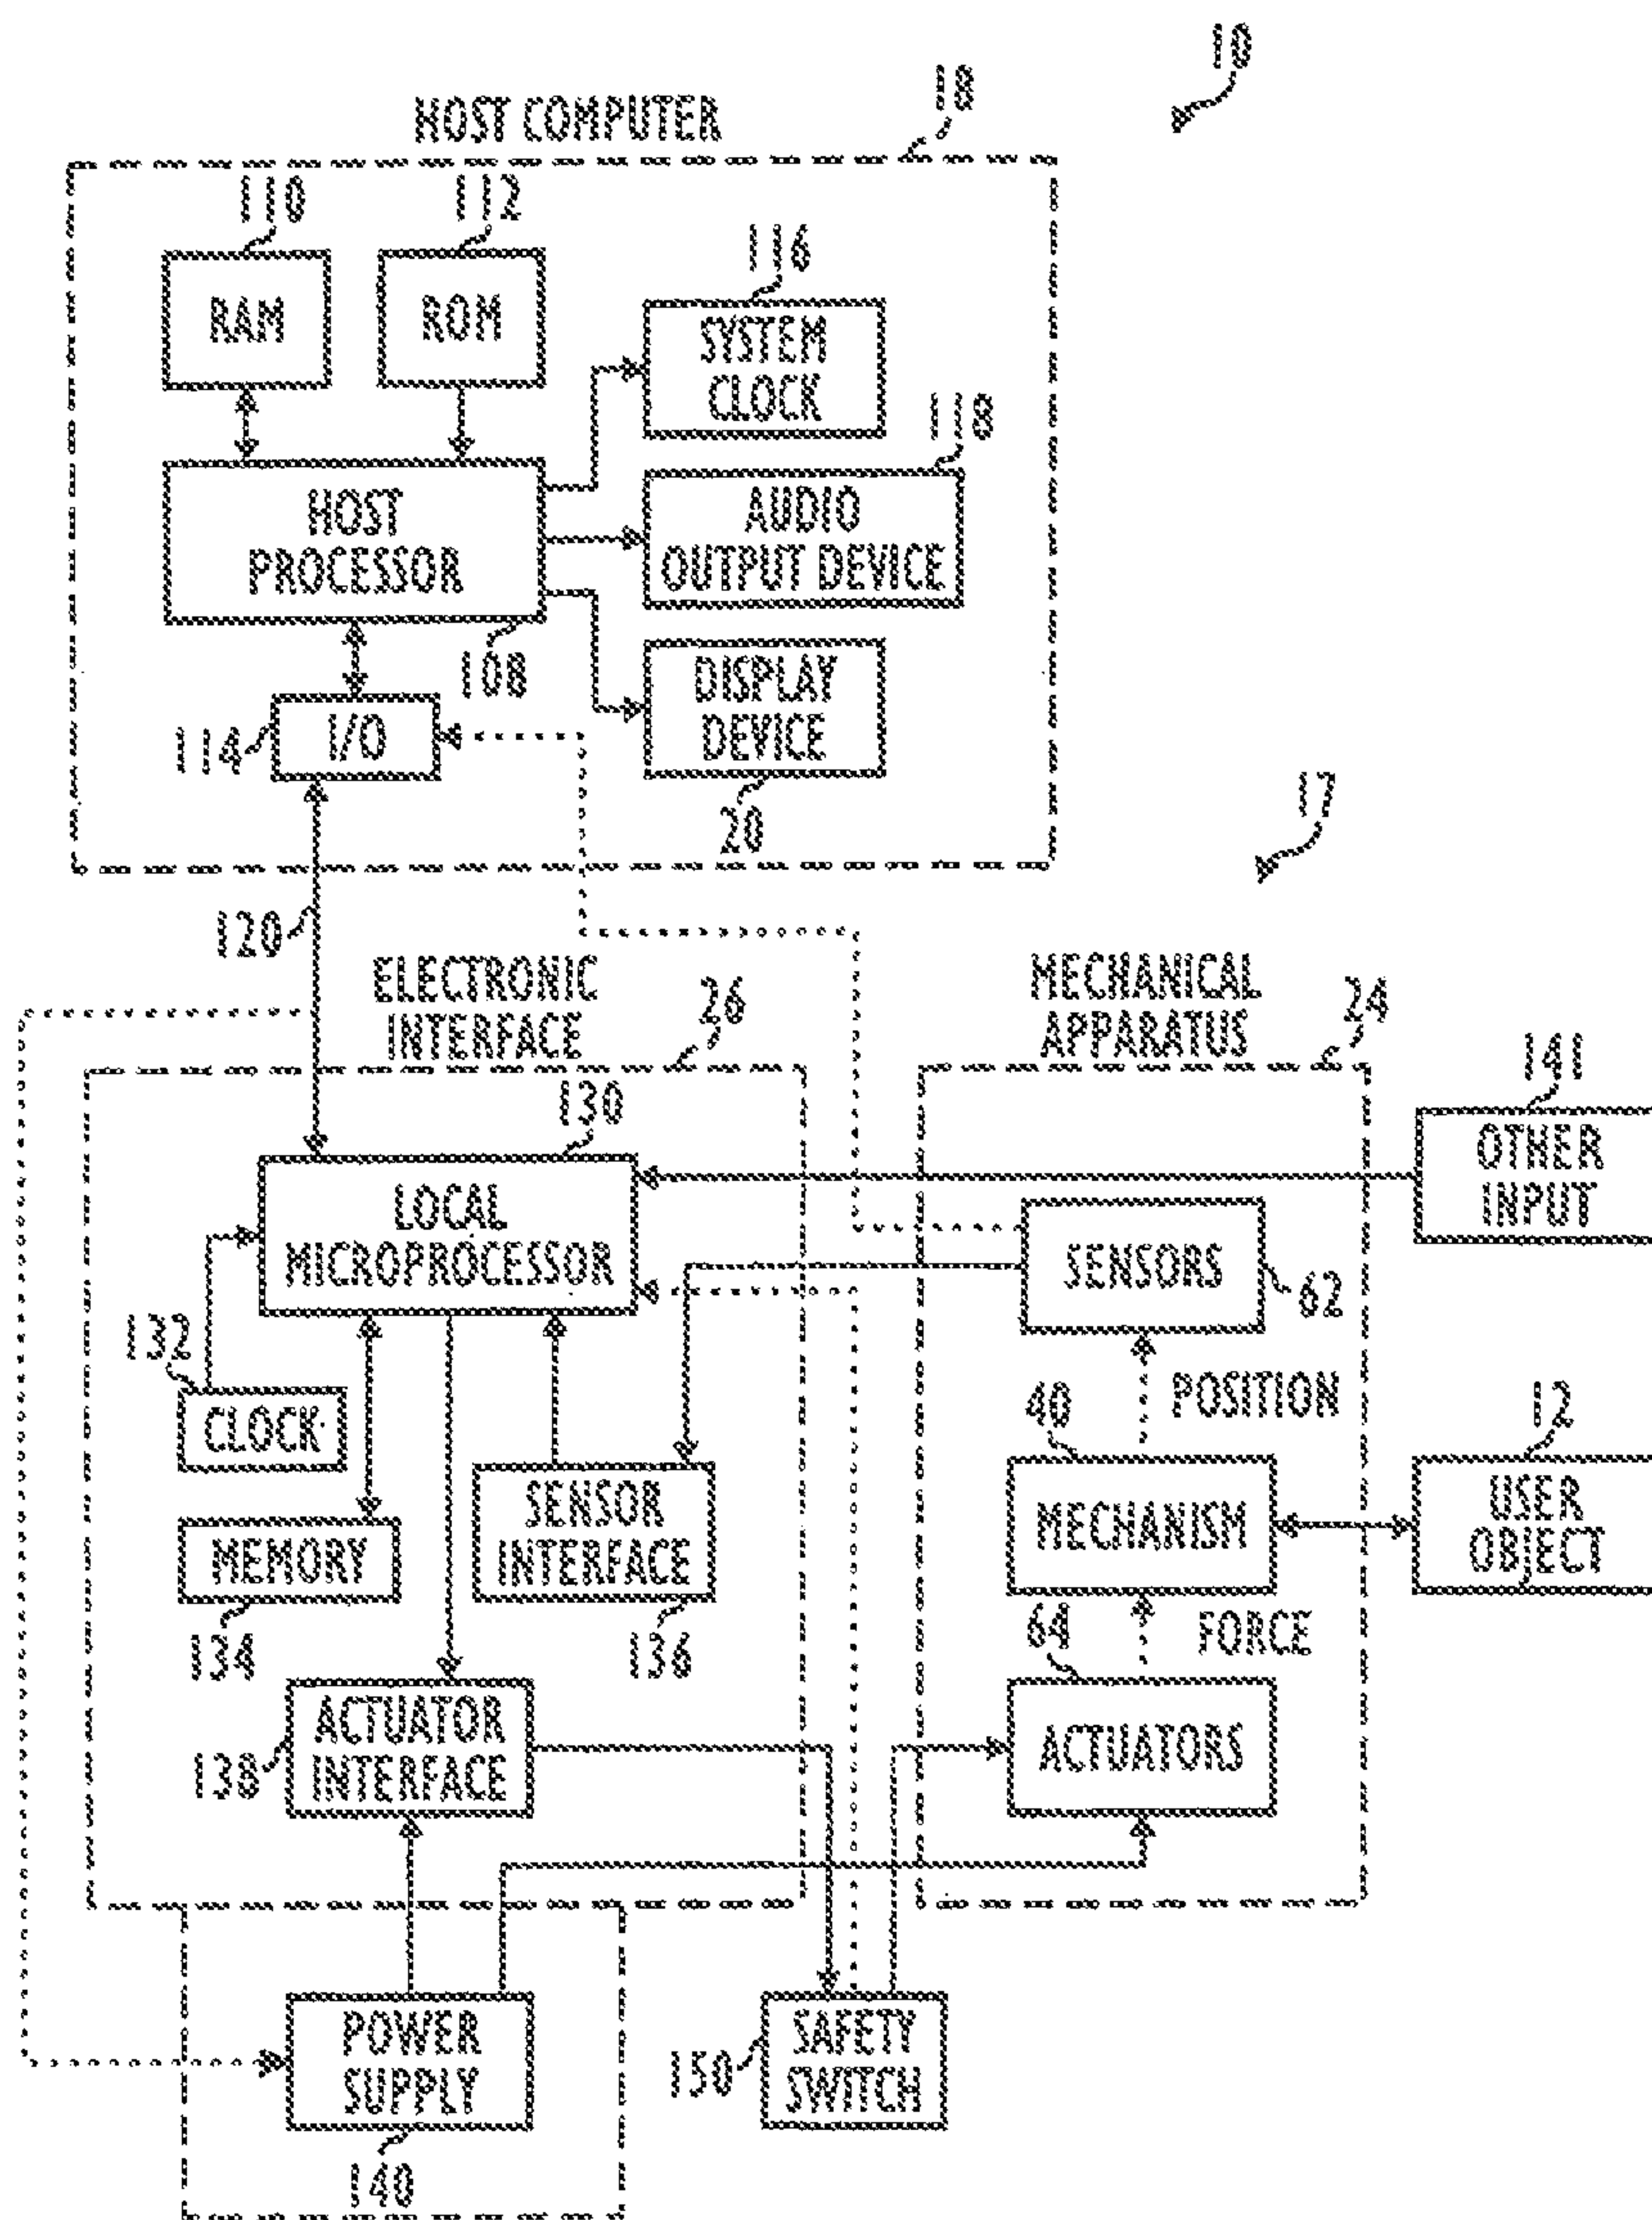 10
HOST COMPUTER
18
110
112
116
RAM
ROM
SYSTEM
CLOCK
118
HOST
PROCESSOR
AUDIO
OUTPUT DEVICE
108
DISPLAY
DEVICE
114
I/O
20
17
120
ELECTRONIC
INTERFACE
26
MECHANICAL
APPARATUS
24
141
130
OTHER
INPUT
LOCAL
MICROPROCESSOR
SENSORS
62
132
CLOCK
POSITION
40
12
SENSOR
INTERFACE
MECHANISM
USER
OBJECT
MEMORY
134
136
64
FORCE
ACTUATOR
INTERFACE
138
ACTUATORS
POWER
SUPPLY
140
150
SAFETY
SWITCH